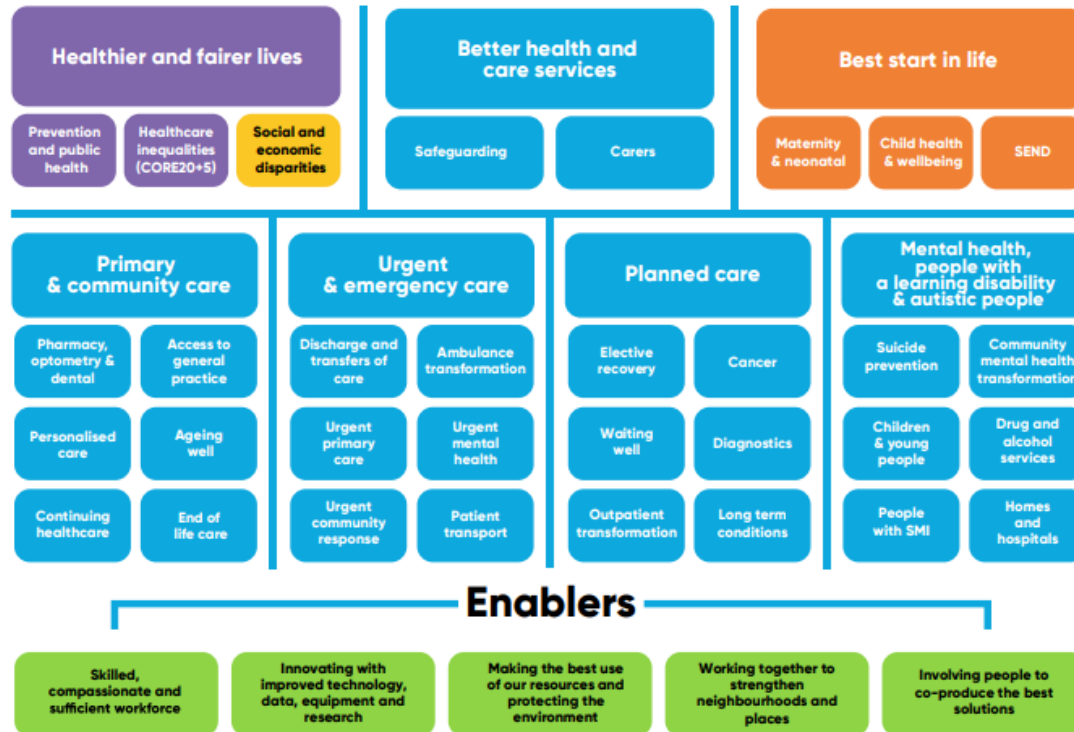 Healthier and fairer lives
Better health and
care services
Best start in life
Prevention
and public
health
Healthcare
inequalities
(CORE20+5)
Social and
economic
disparities
Safeguarding
Carers
Maternity
& neonatal
Child health
& wellbeing
SEND
Primary
& community care
Urgent
& emergency care
Planned care
Mental health,
people with
a learning disability
& autistic people
Pharmacy,
optometry &
dental
Access to
general
practice
Discharge and
transfers of
care
Ambulance
transformation
Elective
recovery
Cancer
Suicide
prevention
Community
mental health
transformation
Personalised
care
Ageing
well
Urgent
primary
care
Urgent
mental
health
Waiting
well
Diagnostics
Children
& young
people
Drug and
alcohol
services
Continuing
healthcare
End of
life care
Urgent
community
response
Patient
transport
Outpatient
transformation
Long term
conditions
People
with SMI
Homes
and
hospitals
Enablers
Skilled,
compassionate and
sufficient workforce
Innovating with
improved technology,
data, equipment and
research
Making the best use
of our resources and
protecting the
environment
Working together to
strengthen
neighbourhoods and
places
Involving people to
co-produce the best
solutions